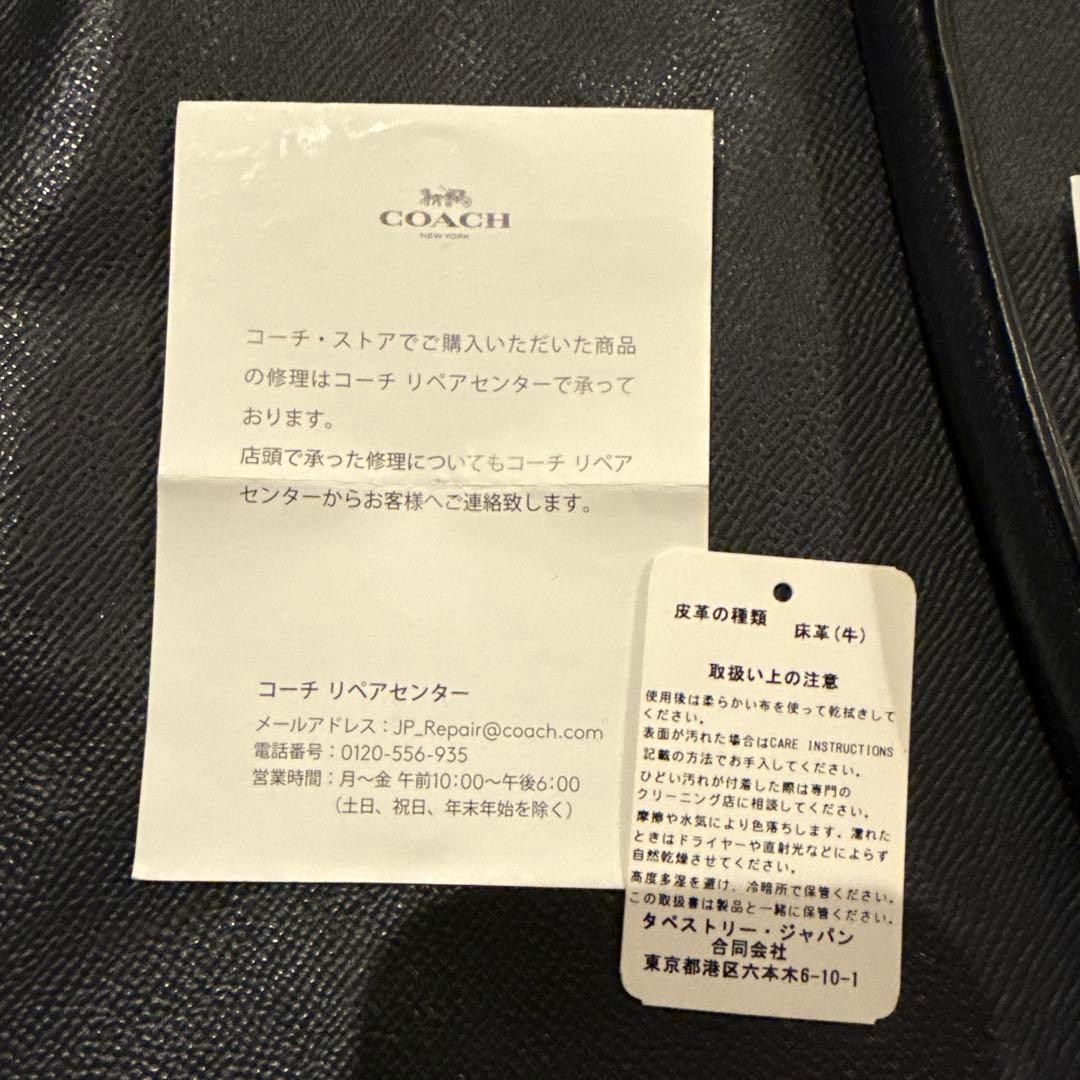 COACH
NEW YORK
コーチ・ストアでご購入いただいた商品
の修理はコーチ リペアセンターで承って
おります。
店頭で承った修理についてもコーチ リペア
センターからお客様へご連絡致します。
コーチ リペアセンター
メールアドレス：JP_Repair@coach.com
電話番号：0120-556-935
営業時間：月〜金 午前10:00〜午後6:00
（土日、祝日、年末年始を除く）
皮革の種類 床革(牛)
取扱い上の注意
使用後は柔らかい布を使って乾拭きして
ください。
表面が汚れた場合はCARE INSTRUCTIONS
記載の方法でお手入してください。
ひどい汚れが付着した際は専門の
クリーニング店に相談してください。
摩擦や水気により色落ちします。濡れた
ときはドライヤーや直射光などによらず
自然乾燥させてください。
高度多湿を避け、冷暗所で保管ください。
この取扱書は製品と一緒に保管ください。
タペストリー・ジャパン
合同会社
東京都港区六本木6-10-1